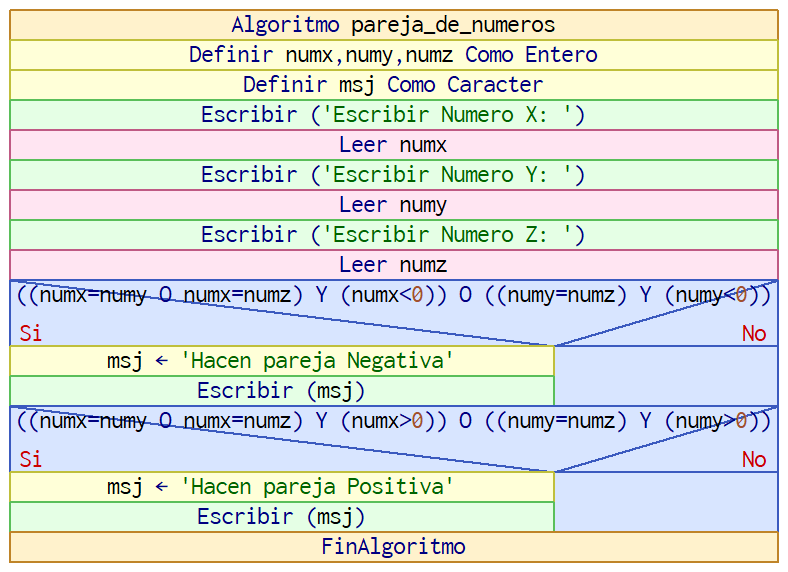 Algoritmo pareja_de_numeros
Definir numx,numy,numz Como Entero
Definir msj Como Caracter
Escribir ('Escribir Numero X: ')
Leer numx
Escribir ('Escribir Numero Y: ')
Leer numy
Escribir ('Escribir Numero Z: ')
Leer numz
((numx=numy O numx=numz) Y (numx<0)) O ((numy=numz) Y (numy<0))
Si No
msj ← 'Hacen pareja Negativa'
Escribir (msj)
((numx=numy O numx=numz) Y (numx>0)) O ((numy=numz) Y (numy>0))
Si No
msj ← 'Hacen pareja Positiva'
Escribir (msj)
FinAlgoritmo